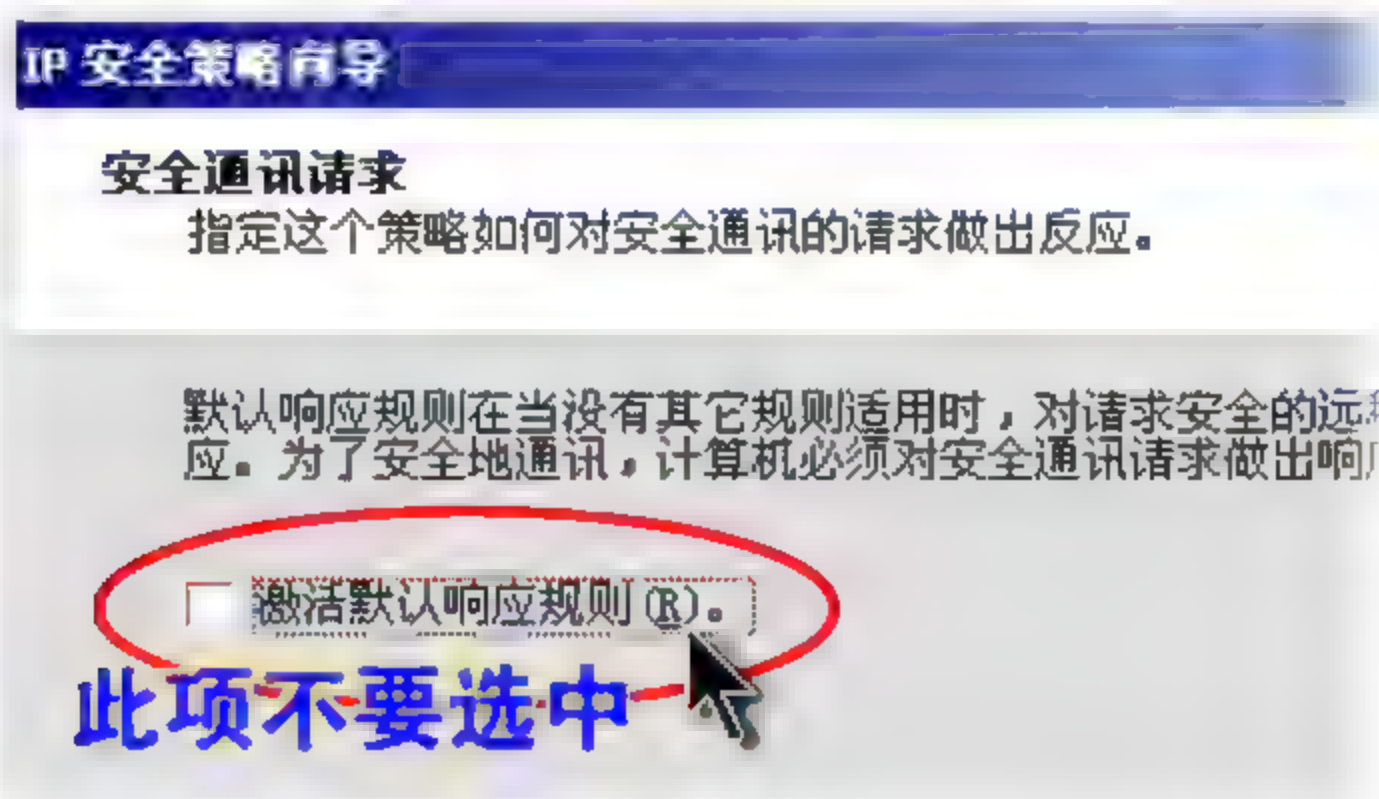 IP 安全策略向导
安全通讯请求
指定这个策略如何对安全通讯的请求做出反应。
默认响应规则在当没有其它规则适用时，对请求安全的远
应。为了安全地通讯，计算机必须对安全通讯请求做出响
激活默认响应规则(R)。
此项不要选中